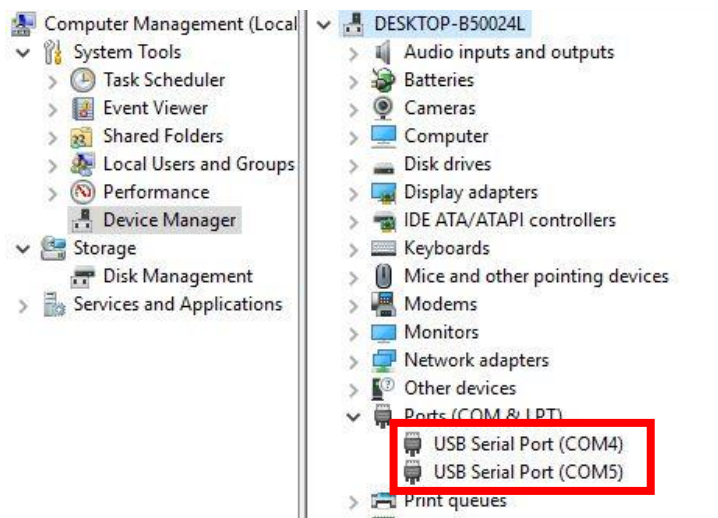 Computer Management (Local
System Tools
Task Scheduler
Event Viewer
Shared Folders
Local Users and Groups
Performance
Device Manager
Storage
Disk Management
Services and Applications
DESKTOP-B50024L
Audio inputs and outputs
Batteries
Cameras
Computer
Disk drives
Display adapters
IDE ATA/ATAPI controllers
Keyboards
Mice and other pointing devices
Modems
Monitors
Network adapters
Other devices
Ports (COM & LPT)
USB Serial Port (COM4)
USB Serial Port (COM5)
Print queues